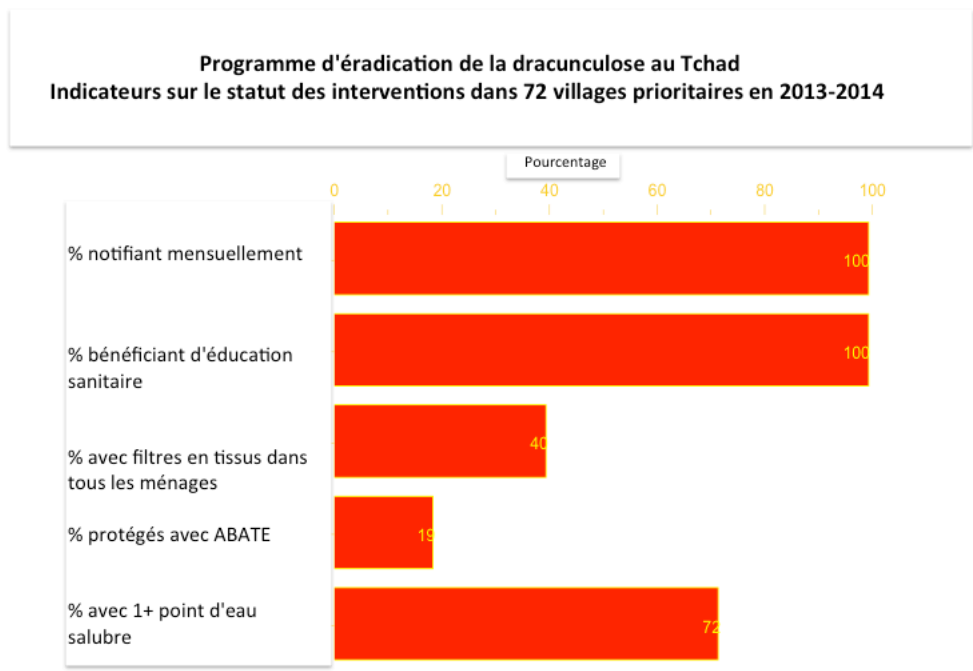 Programme d'éradication de la dracunculose au Tchad
Indicateurs sur le statut des interventions dans 72 villages prioritaires en 2013-2014
Pourcentage
0 20 40 60 80 100
% notifiant mensuellement
100
% bénéficiant d'éducation
sanitaire
100
% avec filtres en tissus dans
tous les ménages
40
% protégés avec ABATE
19
% avec 1+ point d'eau
salubre
72